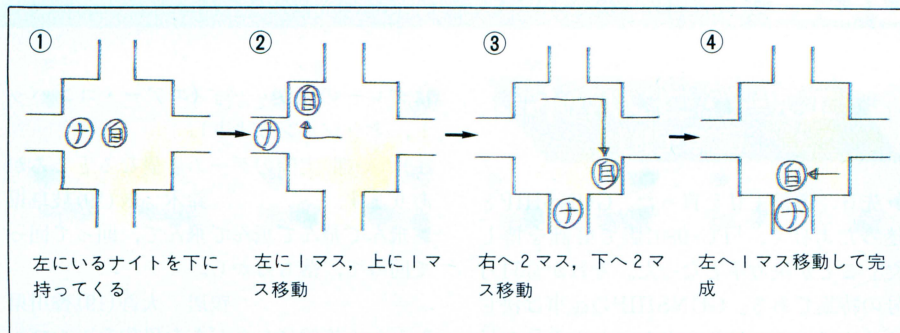 ①
②
③
④
ナ
自
自
ナ
自
ナ
自
ナ
左にいるナイトを下に
持ってくる
左に1マス，上に1マ
ス移動
右へ2マス，下へ2マ
ス移動
左へ1マス移動して完
成